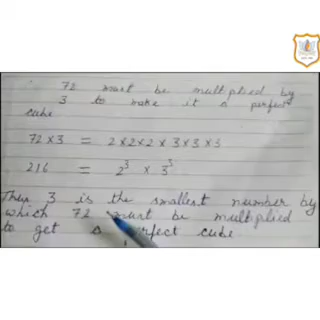 ∴ 72 must be multiplied by
3 to make it a perfect
cube
72 × 3 = 2 × 2 × 2 × 3 × 3 × 3
216 = 2³ × 3³
Thus 3 is the smallest number by
which 72 must be multiplied
to get a perfect cube